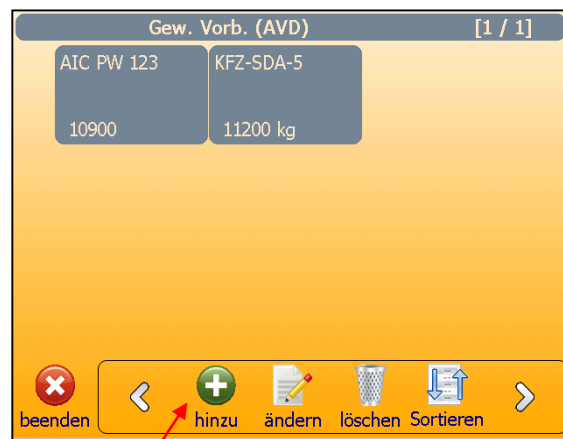 Gew. Vorb. (AVD) [1 / 1]
AIC PW 123 KFZ-SDA-5
10900 11200 kg
beenden hinzu ändern löschen Sortieren